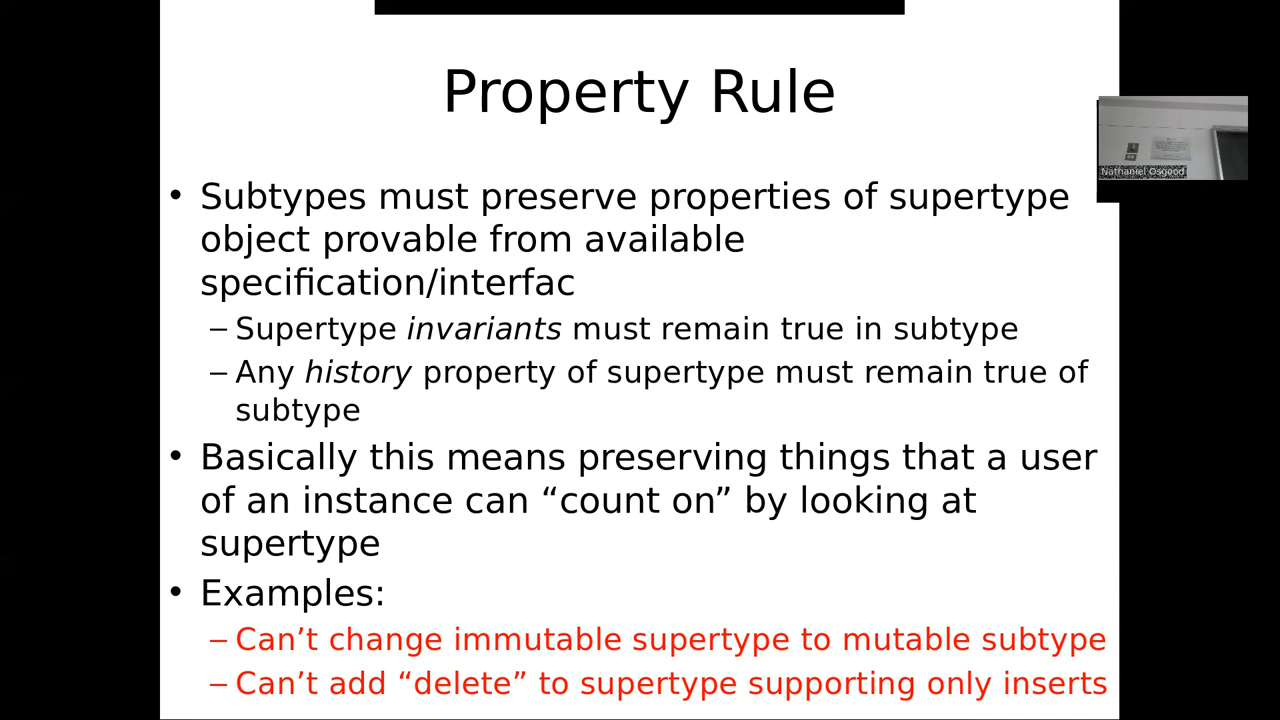 Property Rule
• Subtypes must preserve properties of supertype
object provable from available
specification/interfac
– Supertype invariants must remain true in subtype
– Any history property of supertype must remain true of
subtype
• Basically this means preserving things that a user
of an instance can “count on” by looking at
supertype
• Examples:
– Can’t change immutable supertype to mutable subtype
– Can’t add “delete” to supertype supporting only inserts
Nathaniel Osgood